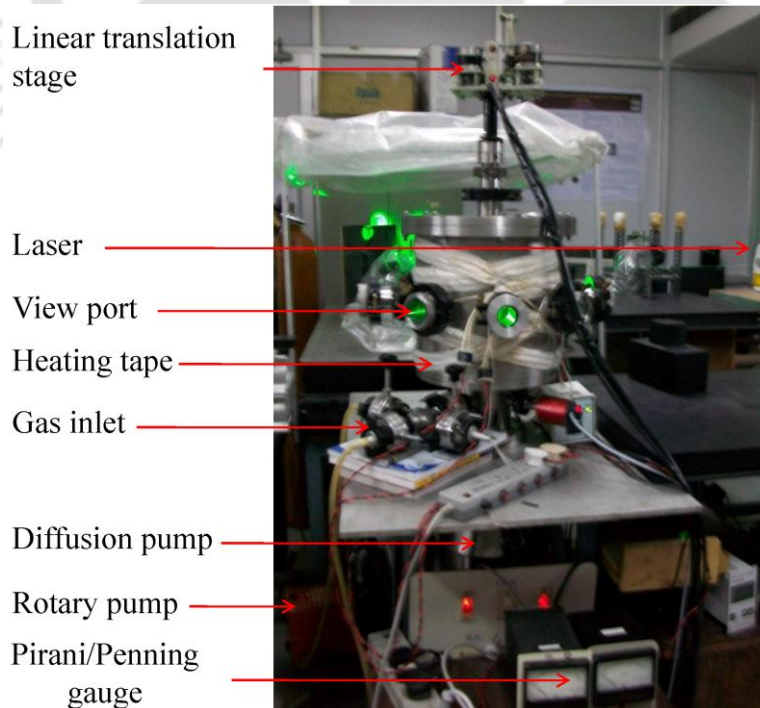 Linear translation
stage
Laser
View port
Heating tape
Gas inlet
Diffusion pump
Rotary pump
Pirani/Penning
gauge